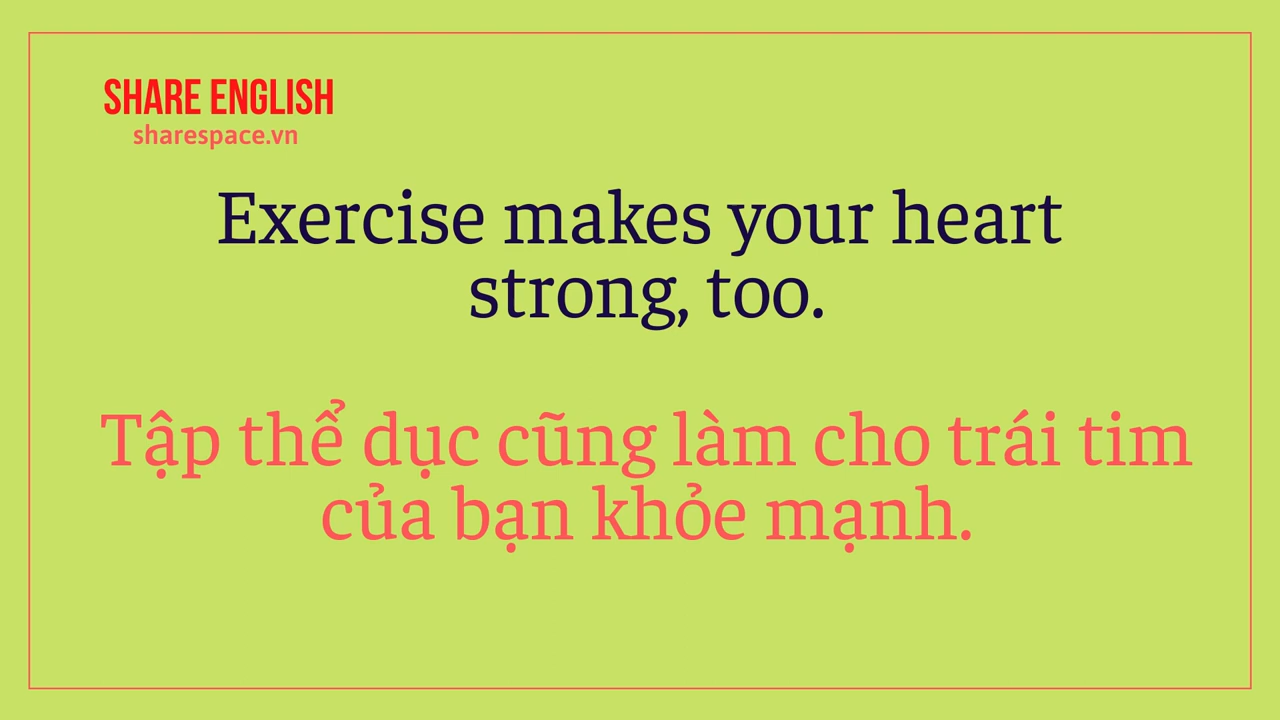 SHARE ENGLISH
sharespace.vn
Exercise makes your heart
strong, too.
Tập thể dục cũng làm cho trái tim
của bạn khỏe mạnh.